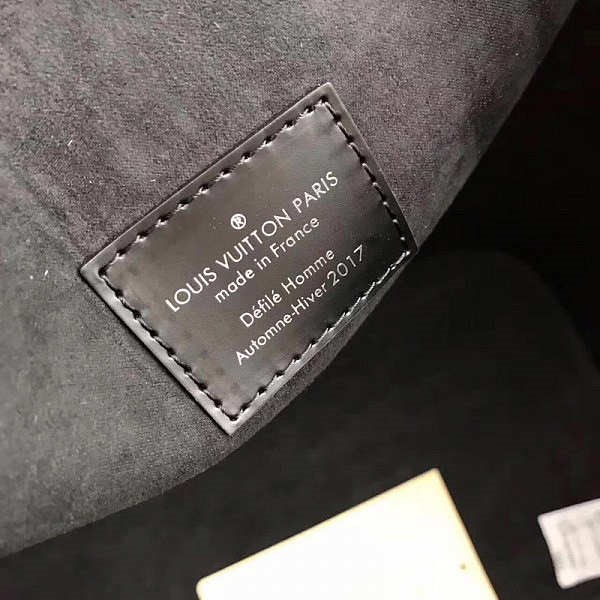 ®
LOUIS VUITTON PARIS
made in France
Défilé Homme
Automne-Hiver 2017